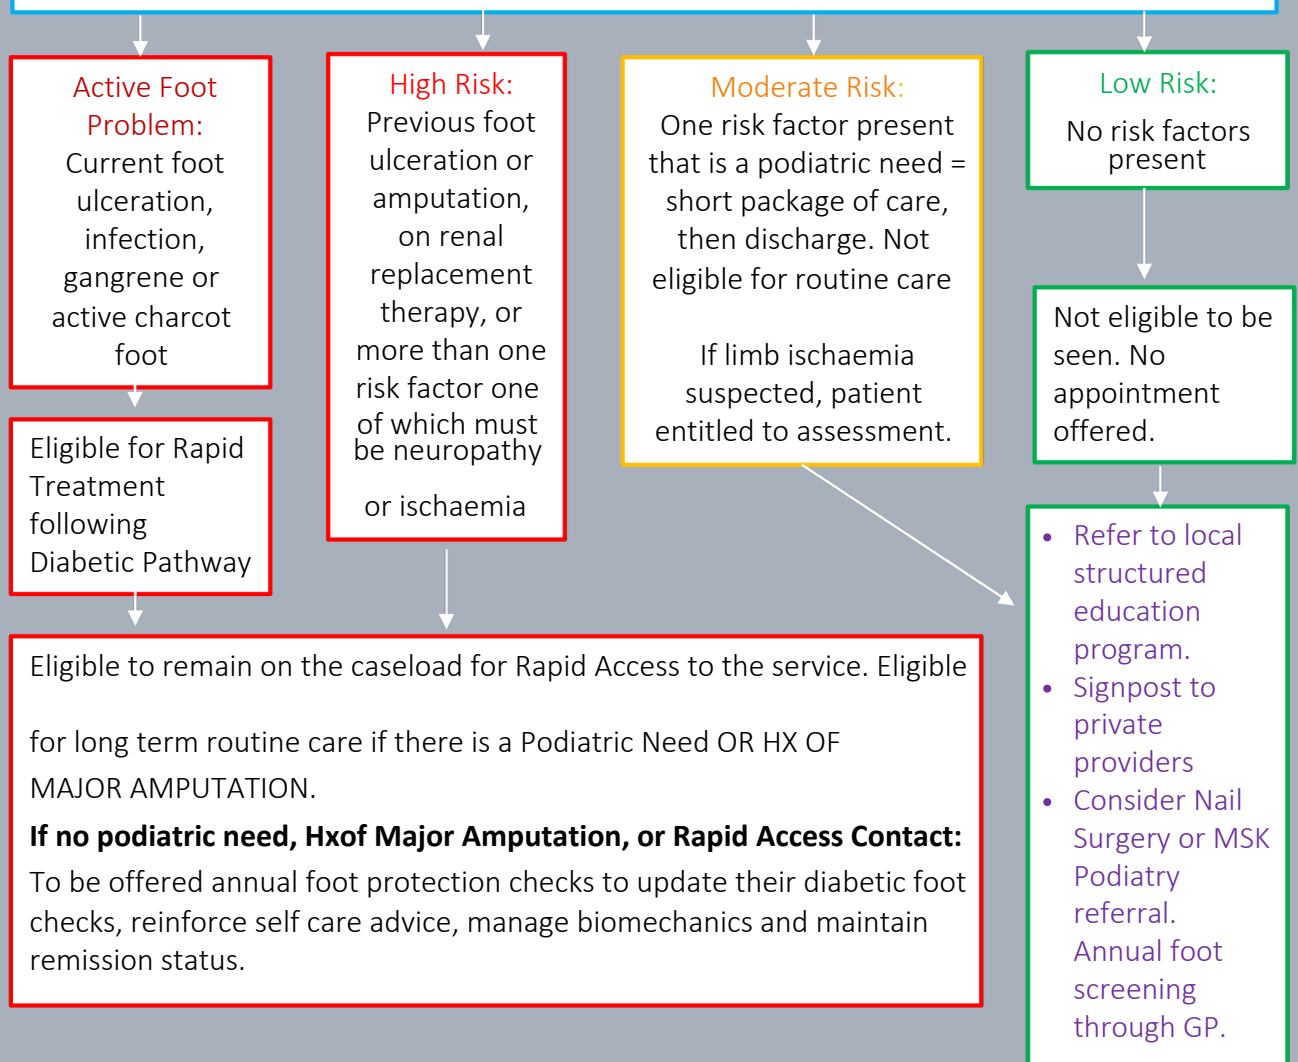 Active Foot
Problem:
Current foot
ulceration,
infection,
gangrene or
active charcot
foot
Eligible for Rapid
Treatment
following
Diabetic Pathway
High Risk:
Previous foot
ulceration or
amputation,
on renal
replacement
therapy, or
more than one
risk factor one
of which must
be neuropathy
or ischaemia
Moderate Risk:
One risk factor present
that is a podiatric need =
short package of care,
then discharge. Not
eligible for routine care
If limb ischaemia
suspected, patient
entitled to assessment.
Low Risk:
No risk factors
present
Not eligible to be
seen. No
appointment
offered.
• Refer to local
structured
education
program.
• Signpost to
private
providers
• Consider Nail
Surgery or MSK
Podiatry
referral.
Annual foot
screening
through GP.
Eligible to remain on the caseload for Rapid Access to the service. Eligible
for long term routine care if there is a Podiatric Need OR HX OF
MAJOR AMPUTATION.
If no podiatric need, Hxof Major Amputation, or Rapid Access Contact:
To be offered annual foot protection checks to update their diabetic foot
checks, reinforce self care advice, manage biomechanics and maintain
remission status.